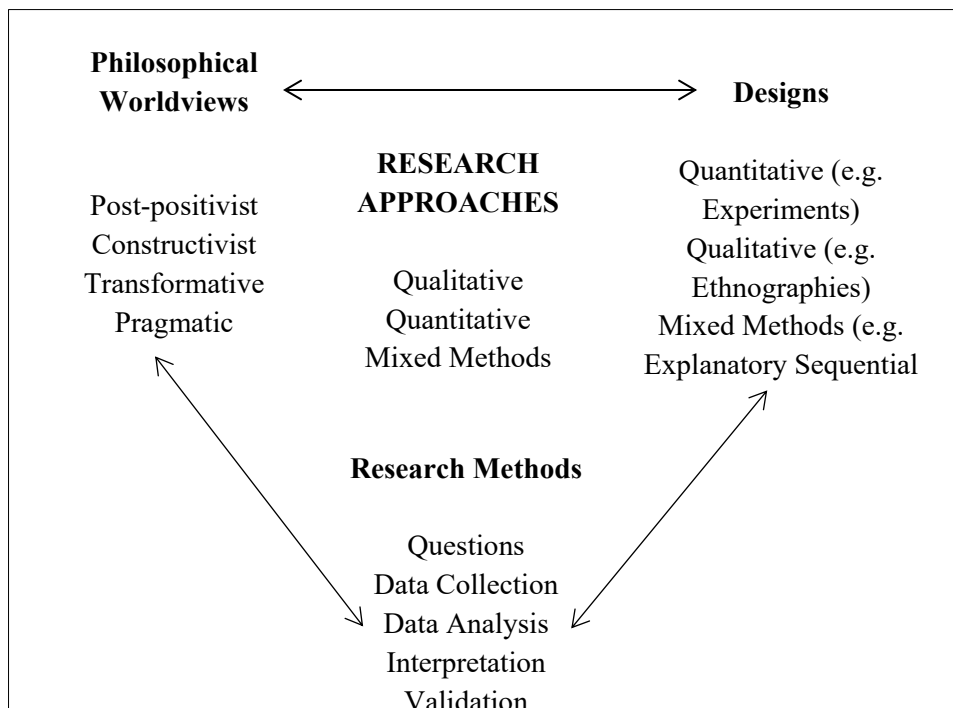 Philosophical
Worldviews
Designs
RESEARCH
APPROACHES
Post-positivist
Constructivist
Transformative
Pragmatic
Qualitative
Quantitative
Mixed Methods
Quantitative (e.g.
Experiments)
Qualitative (e.g.
Ethnographies)
Mixed Methods (e.g.
Explanatory Sequential
Research Methods
Questions
Data Collection
Data Analysis
Interpretation
Validation